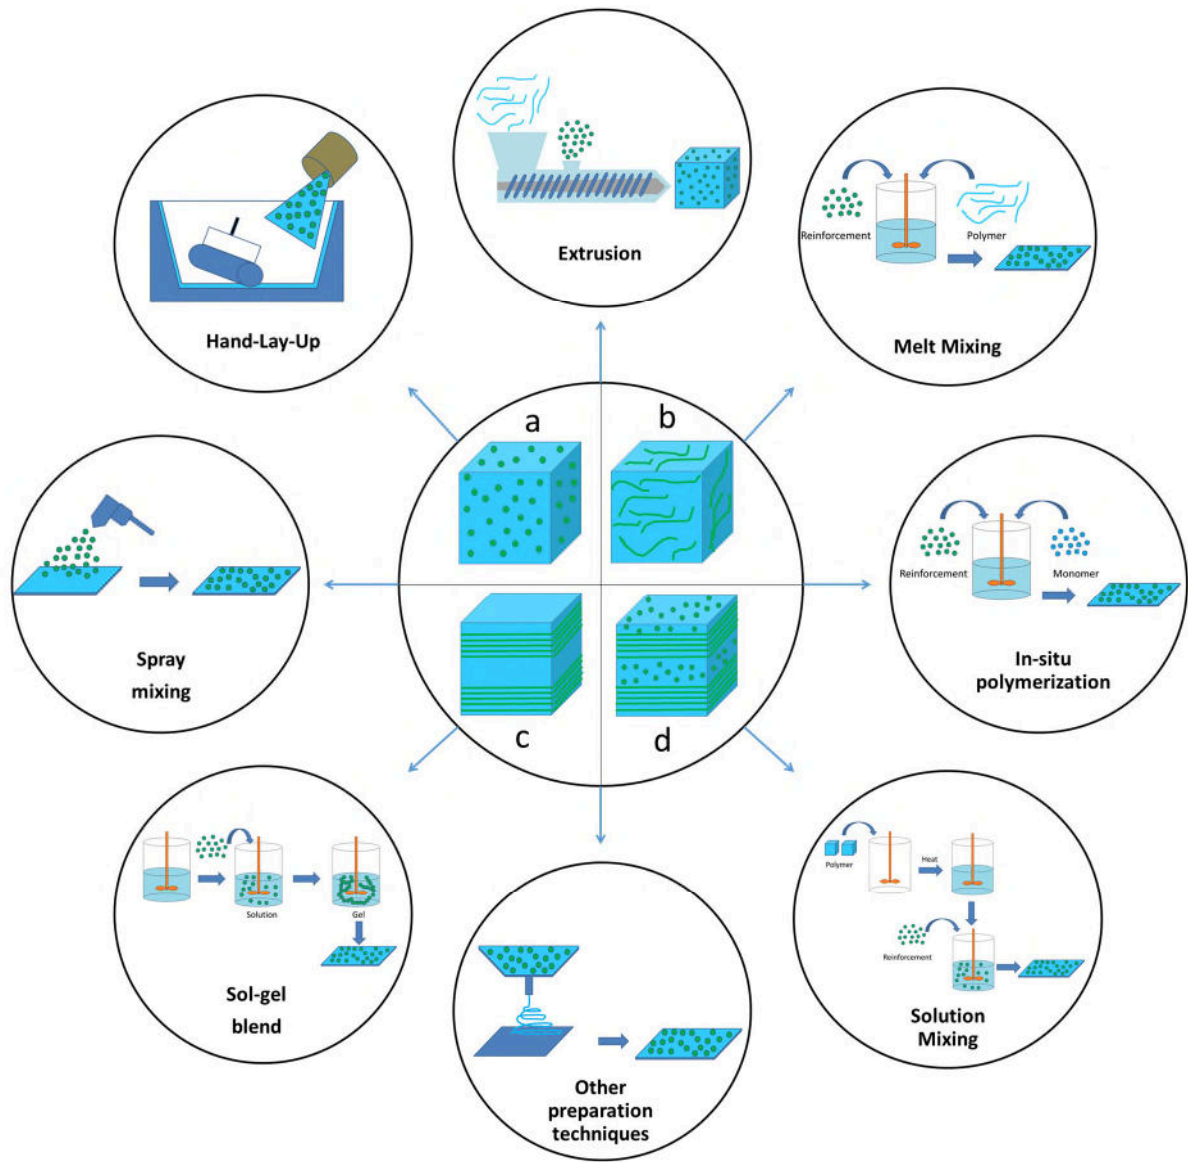 Extrusion
Hand-Lay-Up
Reinforcement
Polymer
Melt Mixing
a
b
c
d
Spray
mixing
Reinforcement
Monomer
In-situ
polymerization
Solution
Gel
Sol-gel
blend
Polymer
Heat
Reinforcement
Solution
Mixing
Other
preparation
techniques